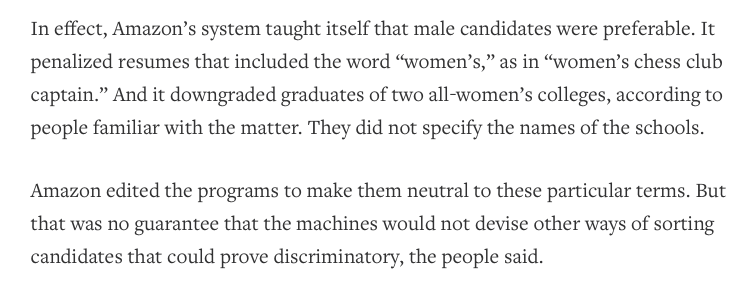 In effect, Amazon’s system taught itself that male candidates were preferable. It
penalized resumes that included the word “women’s,” as in “women’s chess club
captain.” And it downgraded graduates of two all-women’s colleges, according to
people familiar with the matter. They did not specify the names of the schools.
Amazon edited the programs to make them neutral to these particular terms. But
that was no guarantee that the machines would not devise other ways of sorting
candidates that could prove discriminatory, the people said.